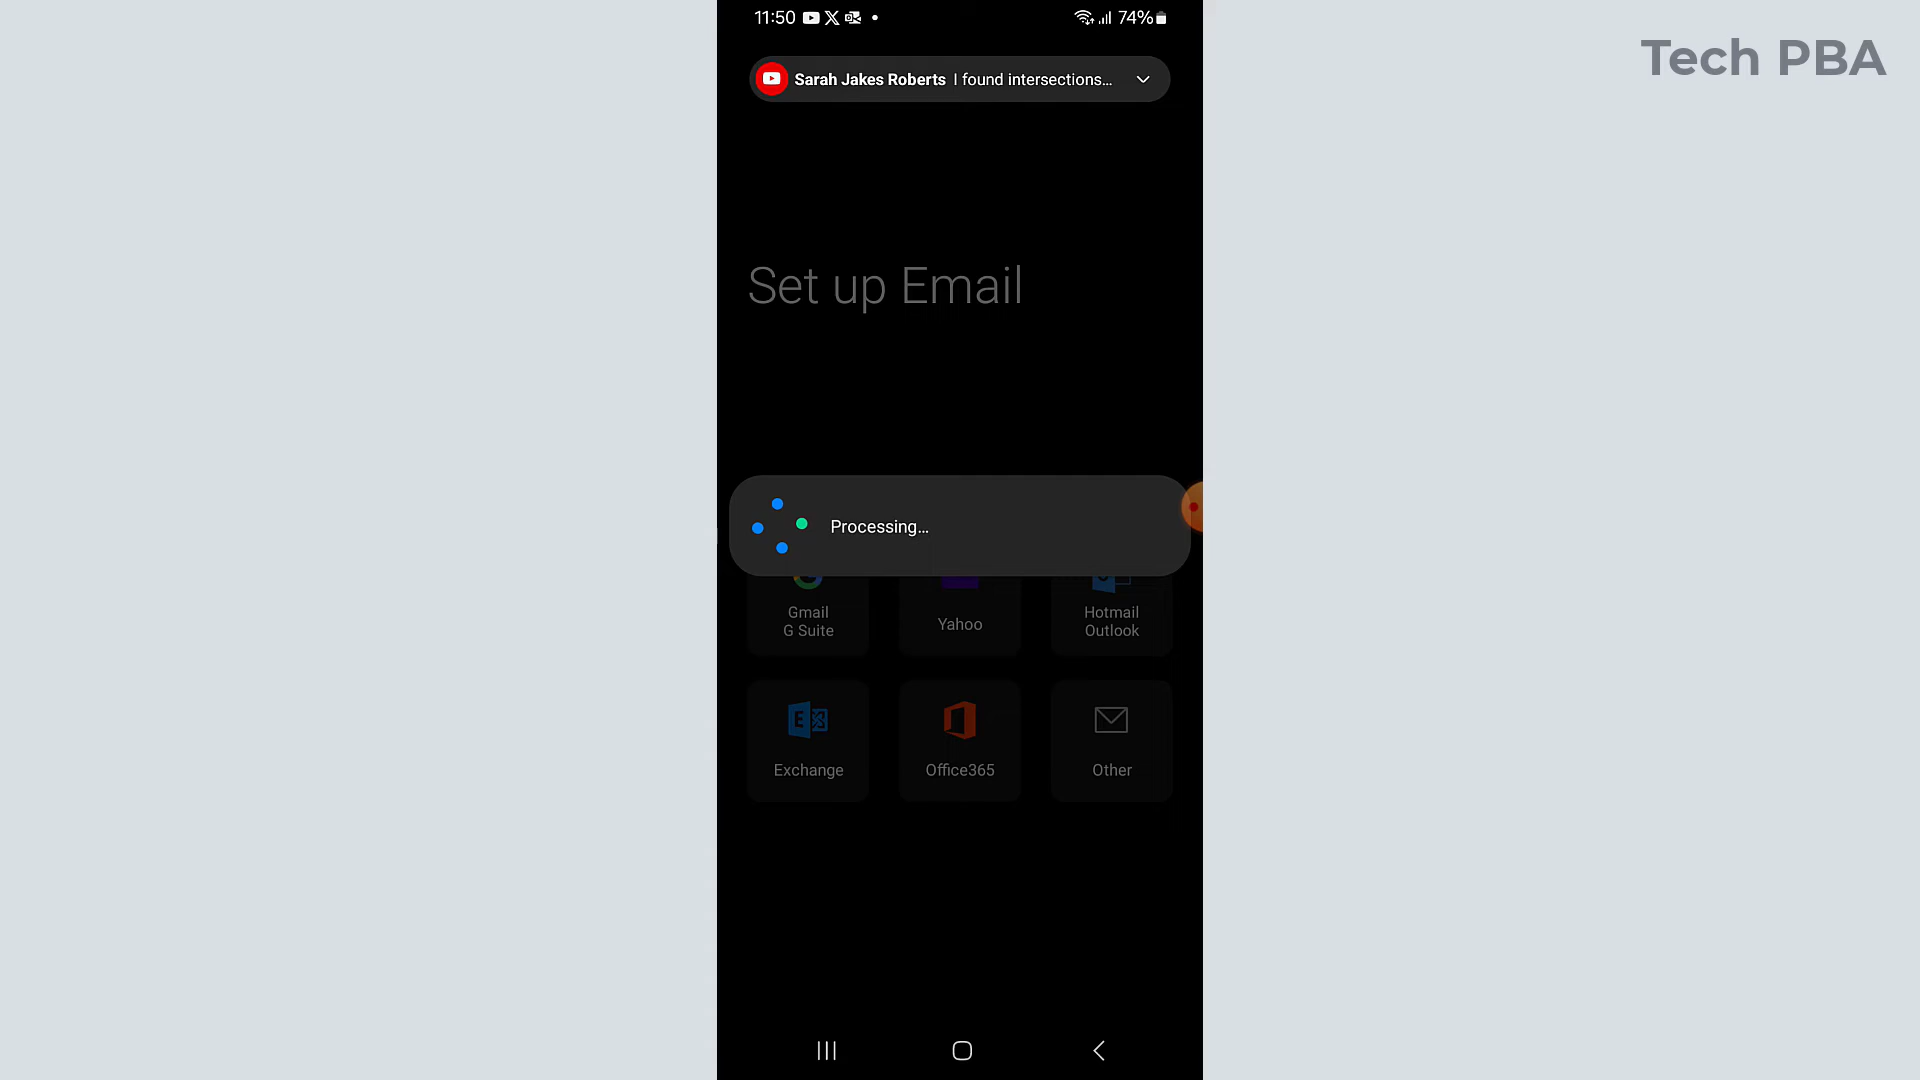 11:50
74%
Tech PBA
Sarah Jakes Roberts I found intersections...
Set up Email
Processing...
Gmail
G Suite
Yahoo
Hotmail
Outlook
Exchange
Office365
Other